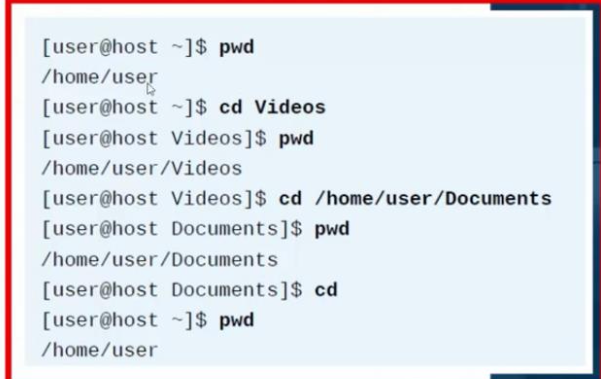 [user@host ~]$ pwd
/home/user
[user@host ~]$ cd Videos
[user@host Videos]$ pwd
/home/user/Videos
[user@host Videos]$ cd /home/user/Documents
[user@host Documents]$ pwd
/home/user/Documents
[user@host Documents]$ cd
[user@host ~]$ pwd
/home/user